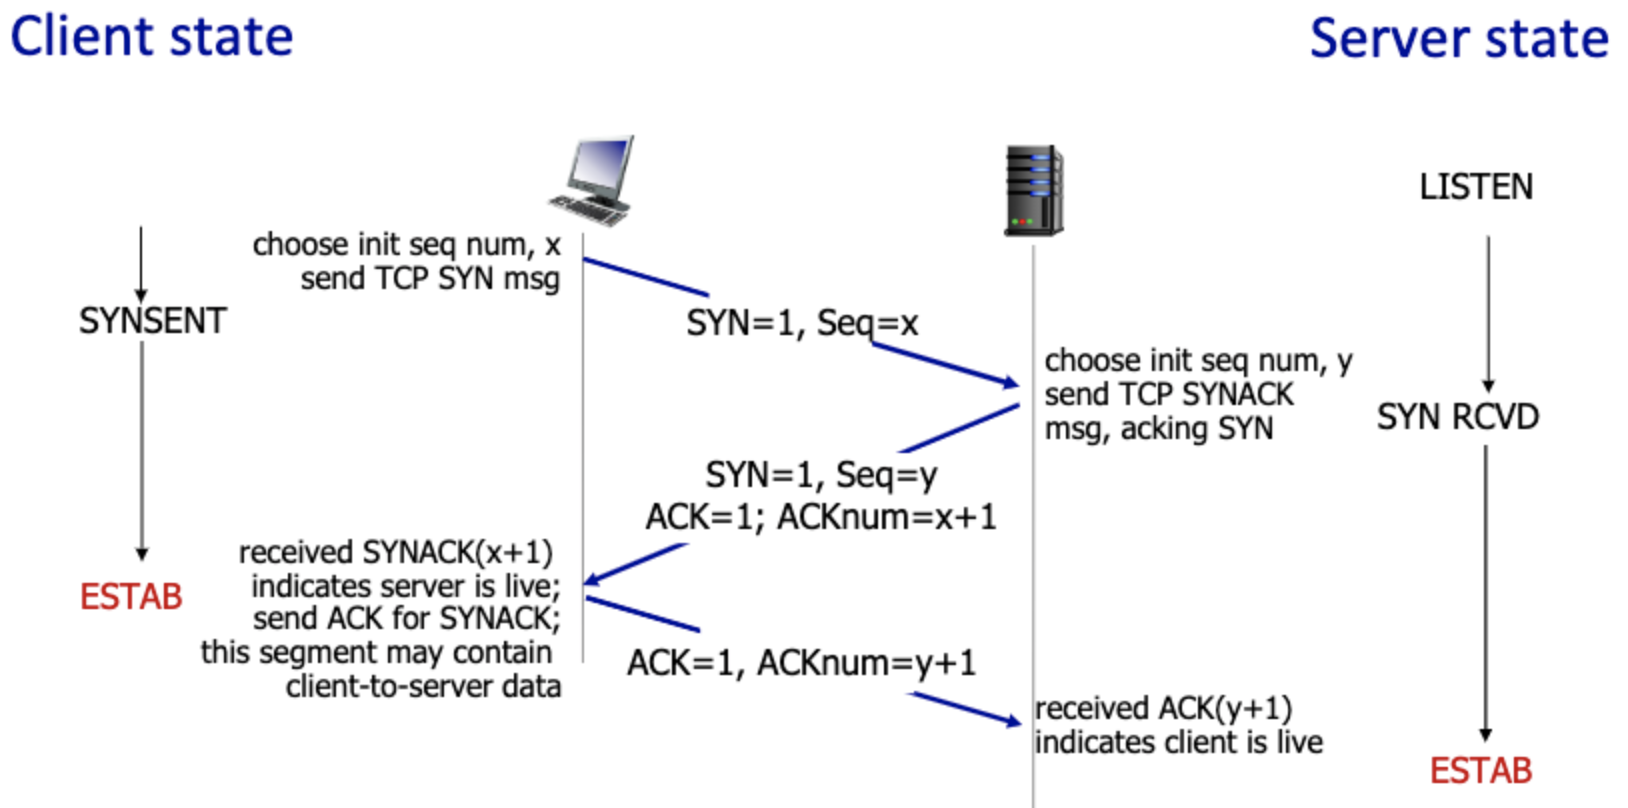 Client state
Server state
LISTEN
choose init seq num, x
send TCP SYN msg
SYNSENT
SYN=1, Seq=x
choose init seq num, y
send TCP SYNACK
msg, acking SYN
SYN RCVD
SYN=1, Seq=y
ACK=1; ACKnum=x+1
received SYNACK(x+1)
indicates server is live;
send ACK for SYNACK;
this segment may contain
client-to-server data
ESTAB
ACK=1, ACKnum=y+1
received ACK(y+1)
indicates client is live
ESTAB